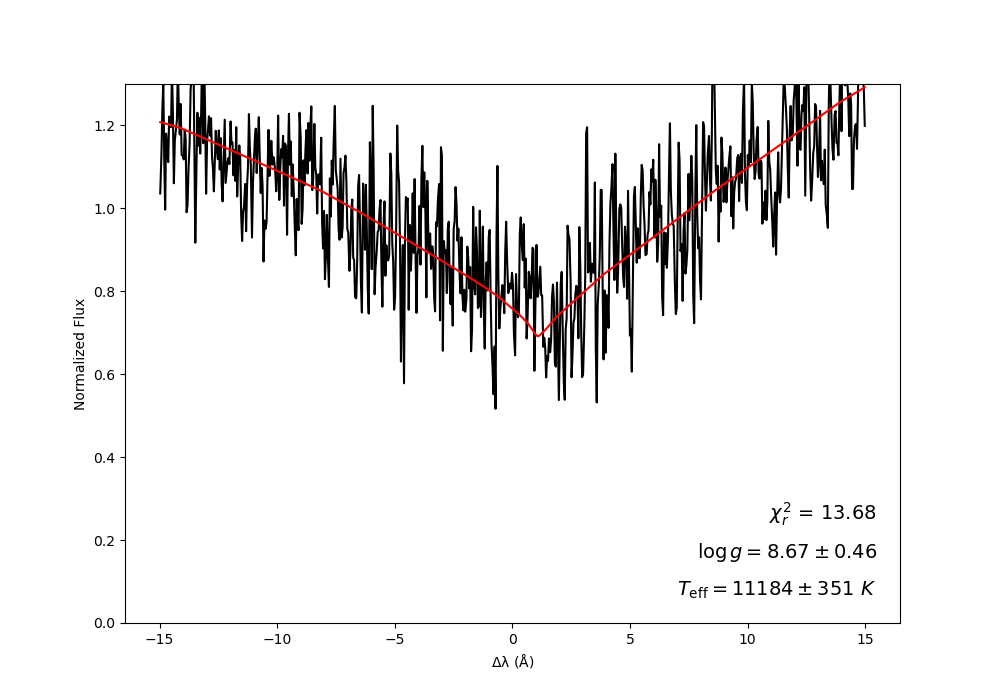 1.2
1.0
0.8
0.6
0.4
0.2
0.0
Normalized Flux
χ²ᵣ = 13.68
log g = 8.67 ± 0.46
T_eff = 11184 ± 351 K
−15 −10 −5 0 5 10 15
Δλ (Å)